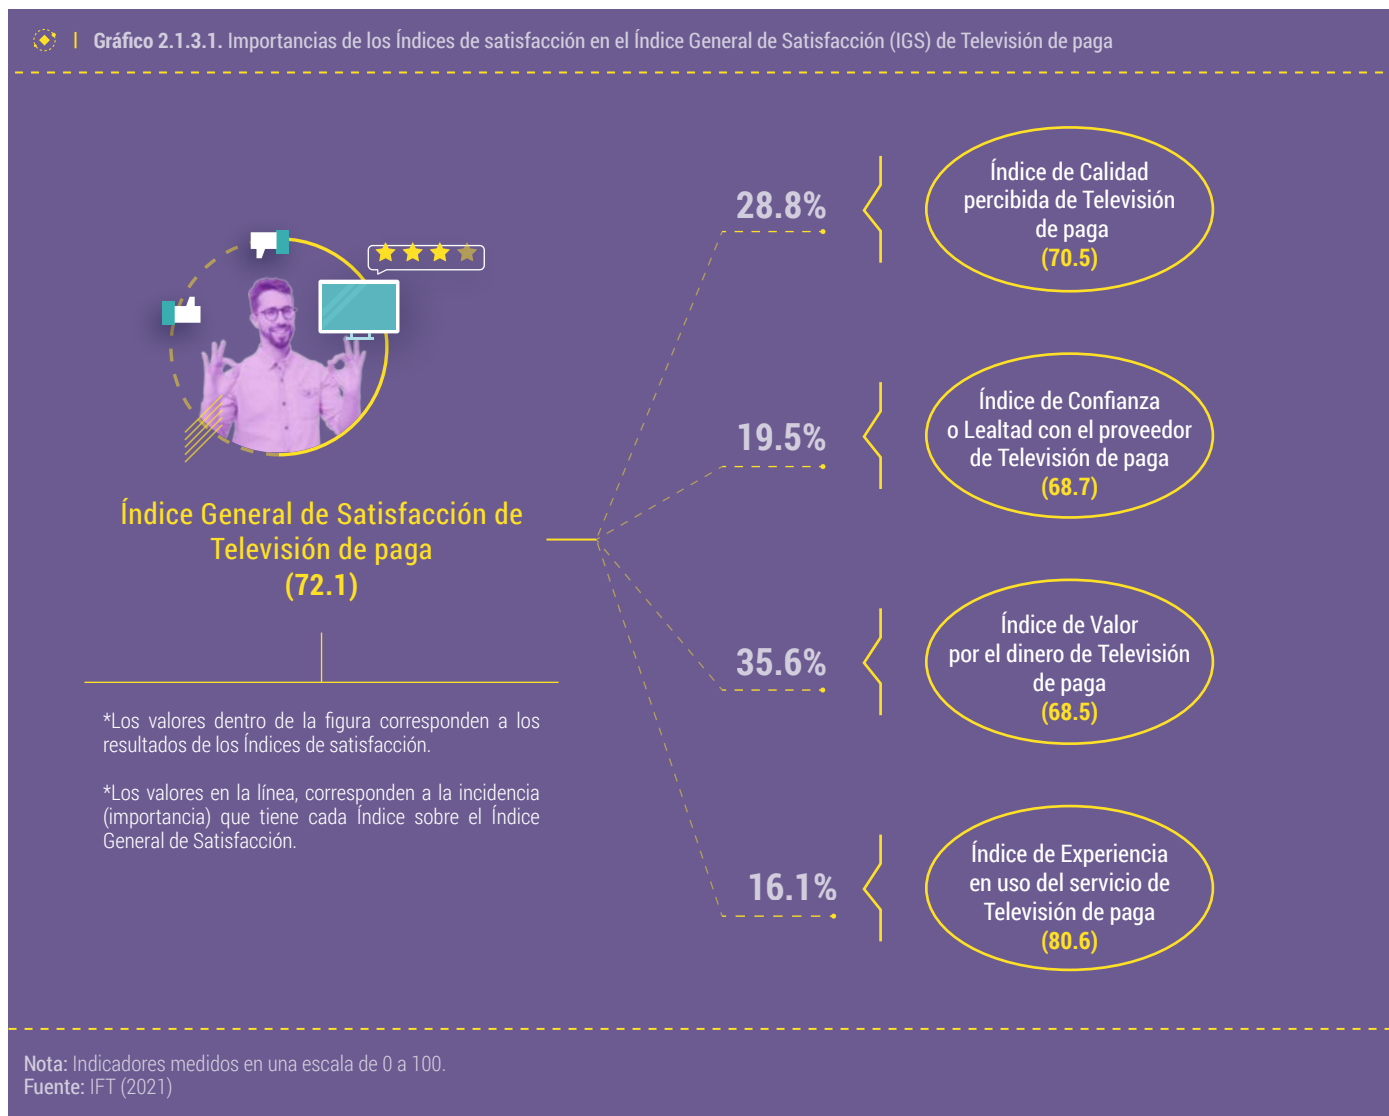 Gráfico 2.1.3.1. Importancias de los Índices de satisfacción en el Índice General de Satisfacción (IGS) de Televisión de paga
Índice General de Satisfacción de
Televisión de paga
(72.1)
*Los valores dentro de la figura corresponden a los
resultados de los Índices de satisfacción.
*Los valores en la línea, corresponden a la incidencia
(importancia) que tiene cada Índice sobre el Índice
General de Satisfacción.
28.8%
Índice de Calidad
percibida de Televisión
de paga
(70.5)
19.5%
Índice de Confianza
o Lealtad con el proveedor
de Televisión de paga
(68.7)
35.6%
Índice de Valor
por el dinero de Televisión
de paga
(68.5)
16.1%
Índice de Experiencia
en uso del servicio de
Televisión de paga
(80.6)
Nota: Indicadores medidos en una escala de 0 a 100.
Fuente: IFT (2021)